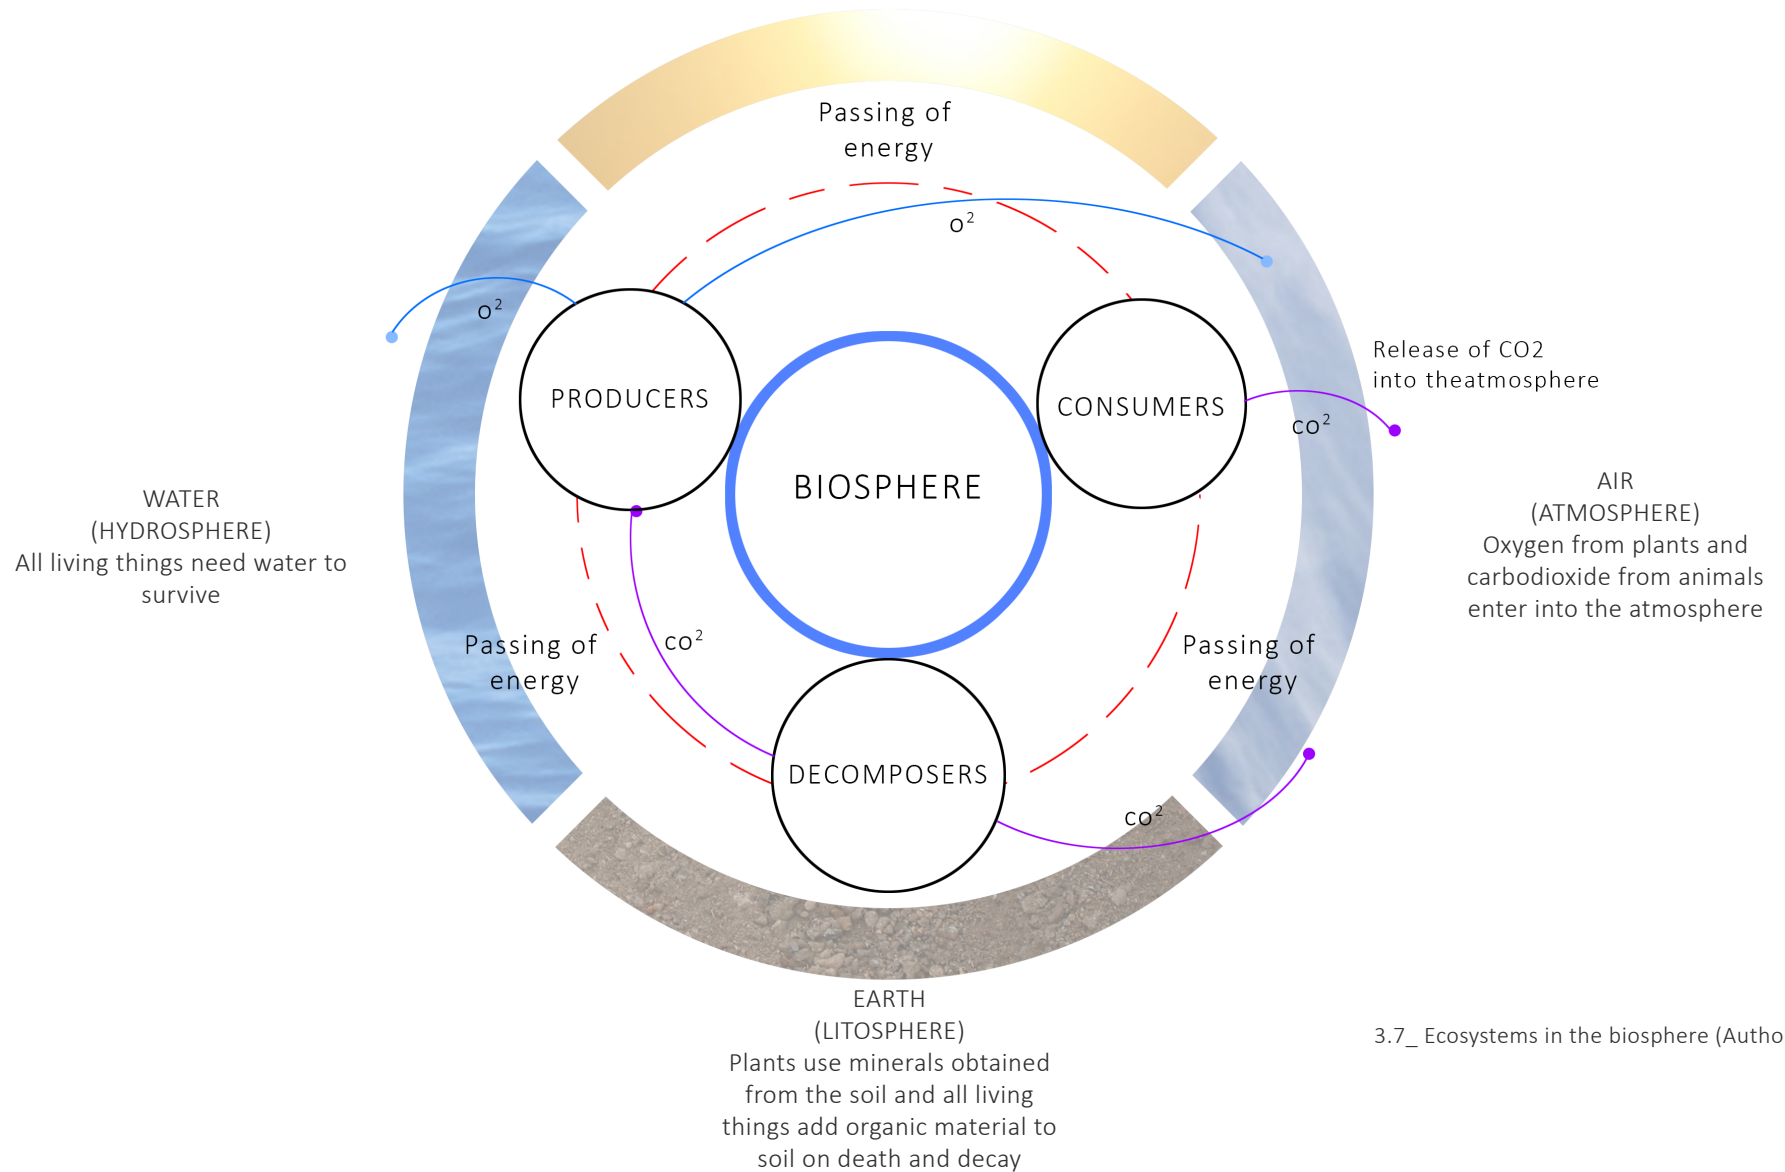 Passing of
energy
o²
o²
PRODUCERS
CONSUMERS
Release of CO2
into theatmosphere
co²
BIOSPHERE
WATER
(HYDROSPHERE)
All living things need water to
survive
AIR
(ATMOSPHERE)
Oxygen from plants and
carbodioxide from animals
enter into the atmosphere
Passing of
energy
co²
Passing of
energy
DECOMPOSERS
co²
EARTH
(LITOSPHERE)
Plants use minerals obtained
from the soil and all living
things add organic material to
soil on death and decay
3.7_ Ecosystems in the biosphere (Autho